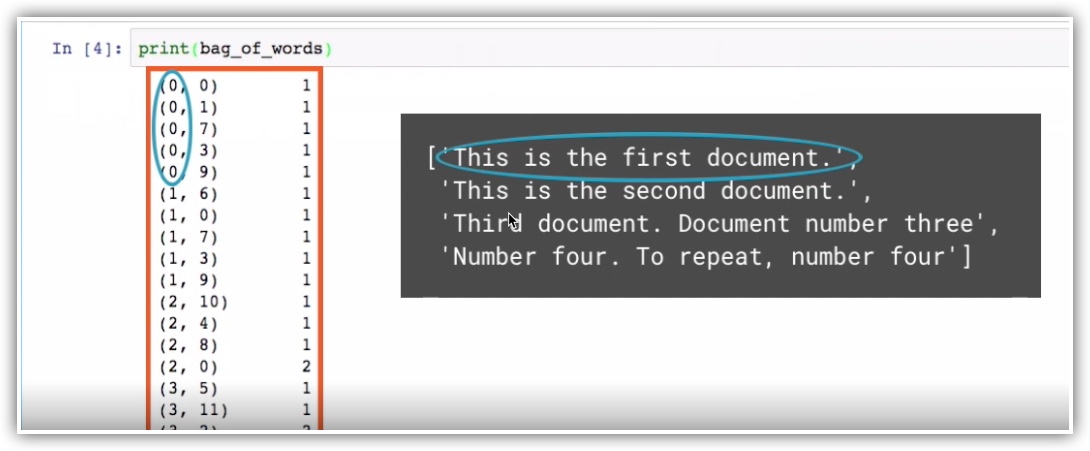 In [4]: print(bag_of_words)
(0, 0) 1
(0, 1) 1
(0, 7) 1
(0, 3) 1
(0, 9) 1
(1, 6) 1
(1, 0) 1
(1, 7) 1
(1, 3) 1
(1, 9) 1
(2, 10) 1
(2, 4) 1
(2, 8) 1
(2, 0) 2
(3, 5) 1
(3, 11) 1
['This is the first document.',
'This is the second document.',
'Third document. Document number three',
'Number four. To repeat, number four']